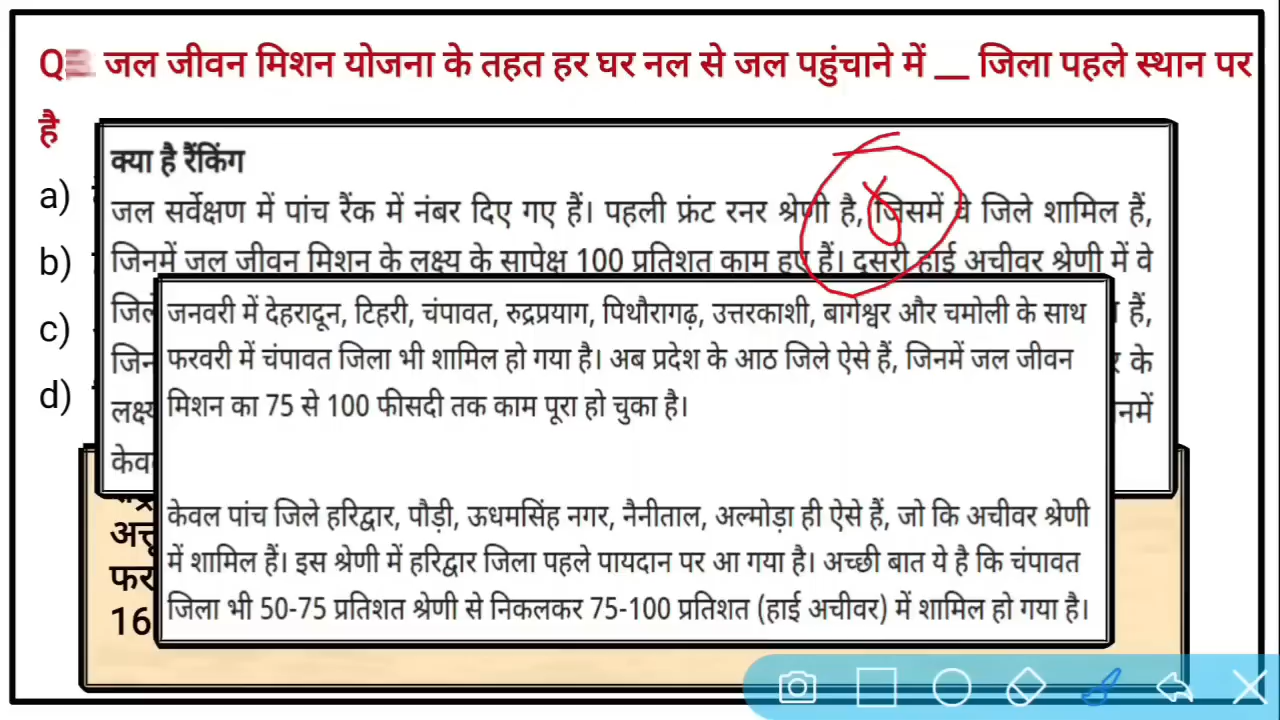 Q जल जीवन मिशन योजना के तहत हर घर नल से जल पहुंचाने में __ जिला पहले स्थान पर
है
क्या है रैंकिंग
a)
जल सर्वेक्षण में पांच रैंक में नंबर दिए गए हैं। पहली फ्रंट रनर श्रेणी है, जिसमें वे जिले शामिल हैं,
b)
जिनमें जल जीवन मिशन के लक्ष्य के सापेक्ष 100 प्रतिशत काम हुए हैं। दूसरी हाई अचीवर श्रेणी में वे
हैं,
जनवरी में देहरादून, टिहरी, चंपावत, रुद्रप्रयाग, पिथौरागढ़, उत्तरकाशी, बागेश्वर और चमोली के साथ
c)
के
फरवरी में चंपावत जिला भी शामिल हो गया है। अब प्रदेश के आठ जिले ऐसे हैं, जिनमें जल जीवन
d)
मिशन का 75 से 100 फीसदी तक काम पूरा हो चुका है।
केवल पांच जिले हरिद्वार, पौड़ी, ऊधमसिंह नगर, नैनीताल, अल्मोड़ा ही ऐसे हैं, जो कि अचीवर श्रेणी
में शामिल हैं। इस श्रेणी में हरिद्वार जिला पहले पायदान पर आ गया है। अच्छी बात ये है कि चंपावत
जिला भी 50-75 प्रतिशत श्रेणी से निकलकर 75-100 प्रतिशत (हाई अचीवर) में शामिल हो गया है।
16